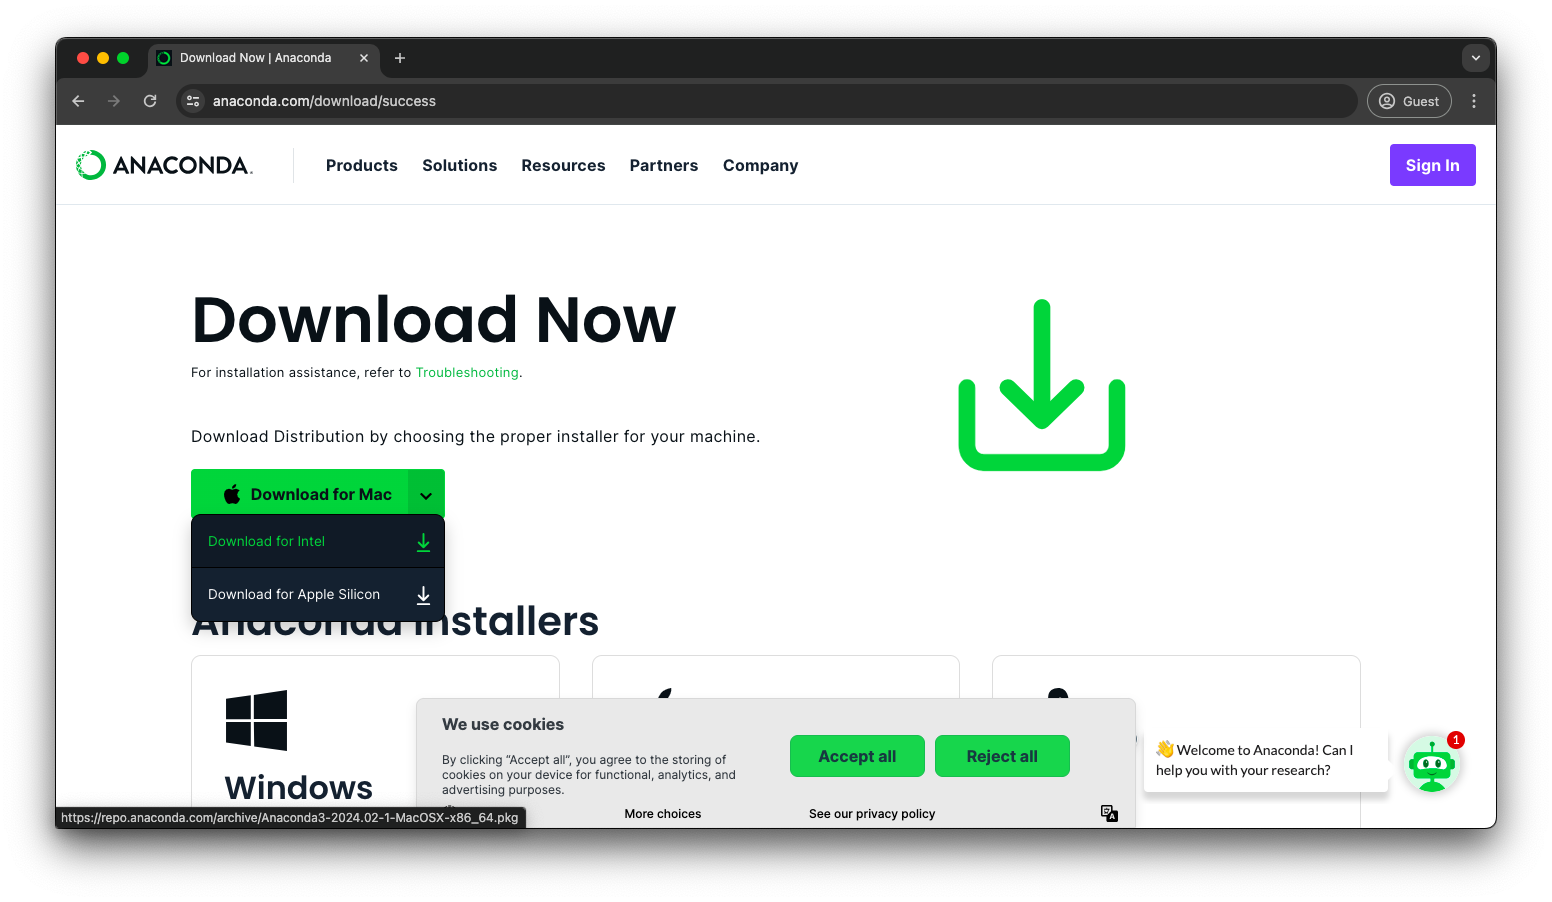 Download Now | Anaconda
anaconda.com/download/success
Guest
ANACONDA.
Products
Solutions
Resources
Partners
Company
Sign In
Download Now
For installation assistance, refer to Troubleshooting.
Download Distribution by choosing the proper installer for your machine.
Download for Mac
Download for Intel
Download for Apple Silicon
Anaconda Installers
Windows
We use cookies
By clicking “Accept all”, you agree to the storing of
cookies on your device for functional, analytics, and
advertising purposes.
Accept all
Reject all
More choices
See our privacy policy
A
👋Welcome to Anaconda! Can I
help you with your research?
1
https://repo.anaconda.com/archive/Anaconda3-2024.02-1-MacOSX-x86_64.pkg